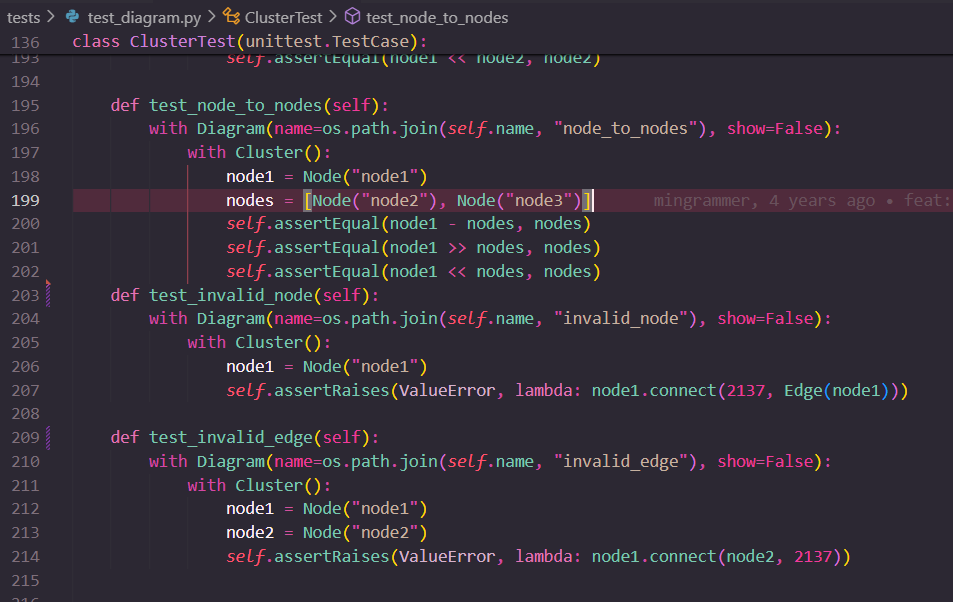 tests > test_diagram.py > ClusterTest > test_node_to_nodes
136 class ClusterTest(unittest.TestCase):
193 self.assertEqual(node1 << node2, node2)
194
195 def test_node_to_nodes(self):
196 with Diagram(name=os.path.join(self.name, "node_to_nodes"), show=False):
197 with Cluster():
198 node1 = Node("node1")
199 nodes = [Node("node2"), Node("node3")] mingrammer, 4 years ago • feat:
200 self.assertEqual(node1 - nodes, nodes)
201 self.assertEqual(node1 >> nodes, nodes)
202 self.assertEqual(node1 << nodes, nodes)
203 def test_invalid_node(self):
204 with Diagram(name=os.path.join(self.name, "invalid_node"), show=False):
205 with Cluster():
206 node1 = Node("node1")
207 self.assertRaises(ValueError, lambda: node1.connect(2137, Edge(node1)))
208
209 def test_invalid_edge(self):
210 with Diagram(name=os.path.join(self.name, "invalid_edge"), show=False):
211 with Cluster():
212 node1 = Node("node1")
213 node2 = Node("node2")
214 self.assertRaises(ValueError, lambda: node1.connect(node2, 2137))
215
216